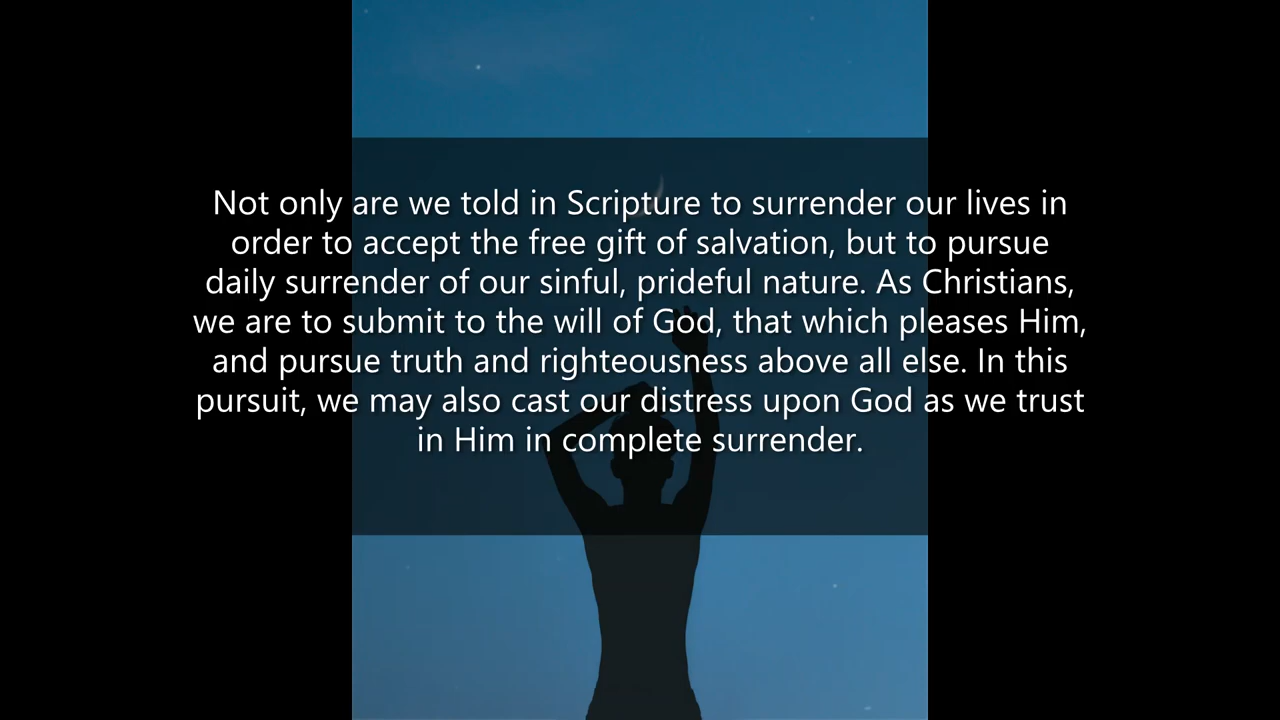 Not only are we told in Scripture to surrender our lives in
order to accept the free gift of salvation, but to pursue
daily surrender of our sinful, prideful nature. As Christians,
we are to submit to the will of God, that which pleases Him,
and pursue truth and righteousness above all else. In this
pursuit, we may also cast our distress upon God as we trust
in Him in complete surrender.